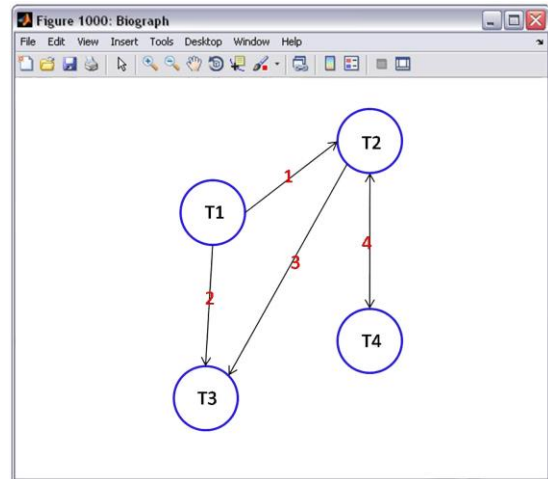 Figure 1000: Biograph
File Edit View Insert Tools Desktop Window Help
T2
1
T1
3
4
2
T4
T3